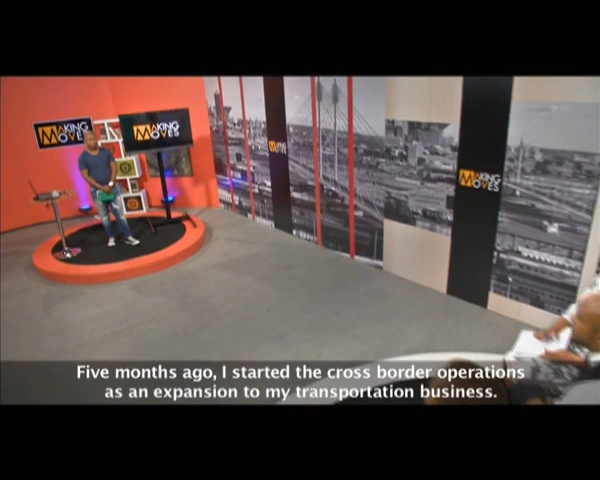 MAKING
MOVES
MAKING
MOVES
MAKING
MOVES
MAKING
MOVES
Five months ago, I started the cross border operations
as an expansion to my transportation business.